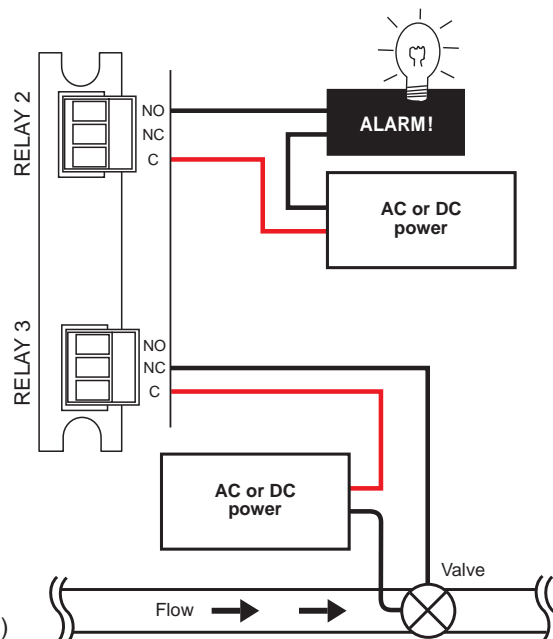 RELAY 2
NO
NC
C
ALARM!
AC or DC
power
RELAY 3
NO
NC
C
AC or DC
power
Valve
Flow
)